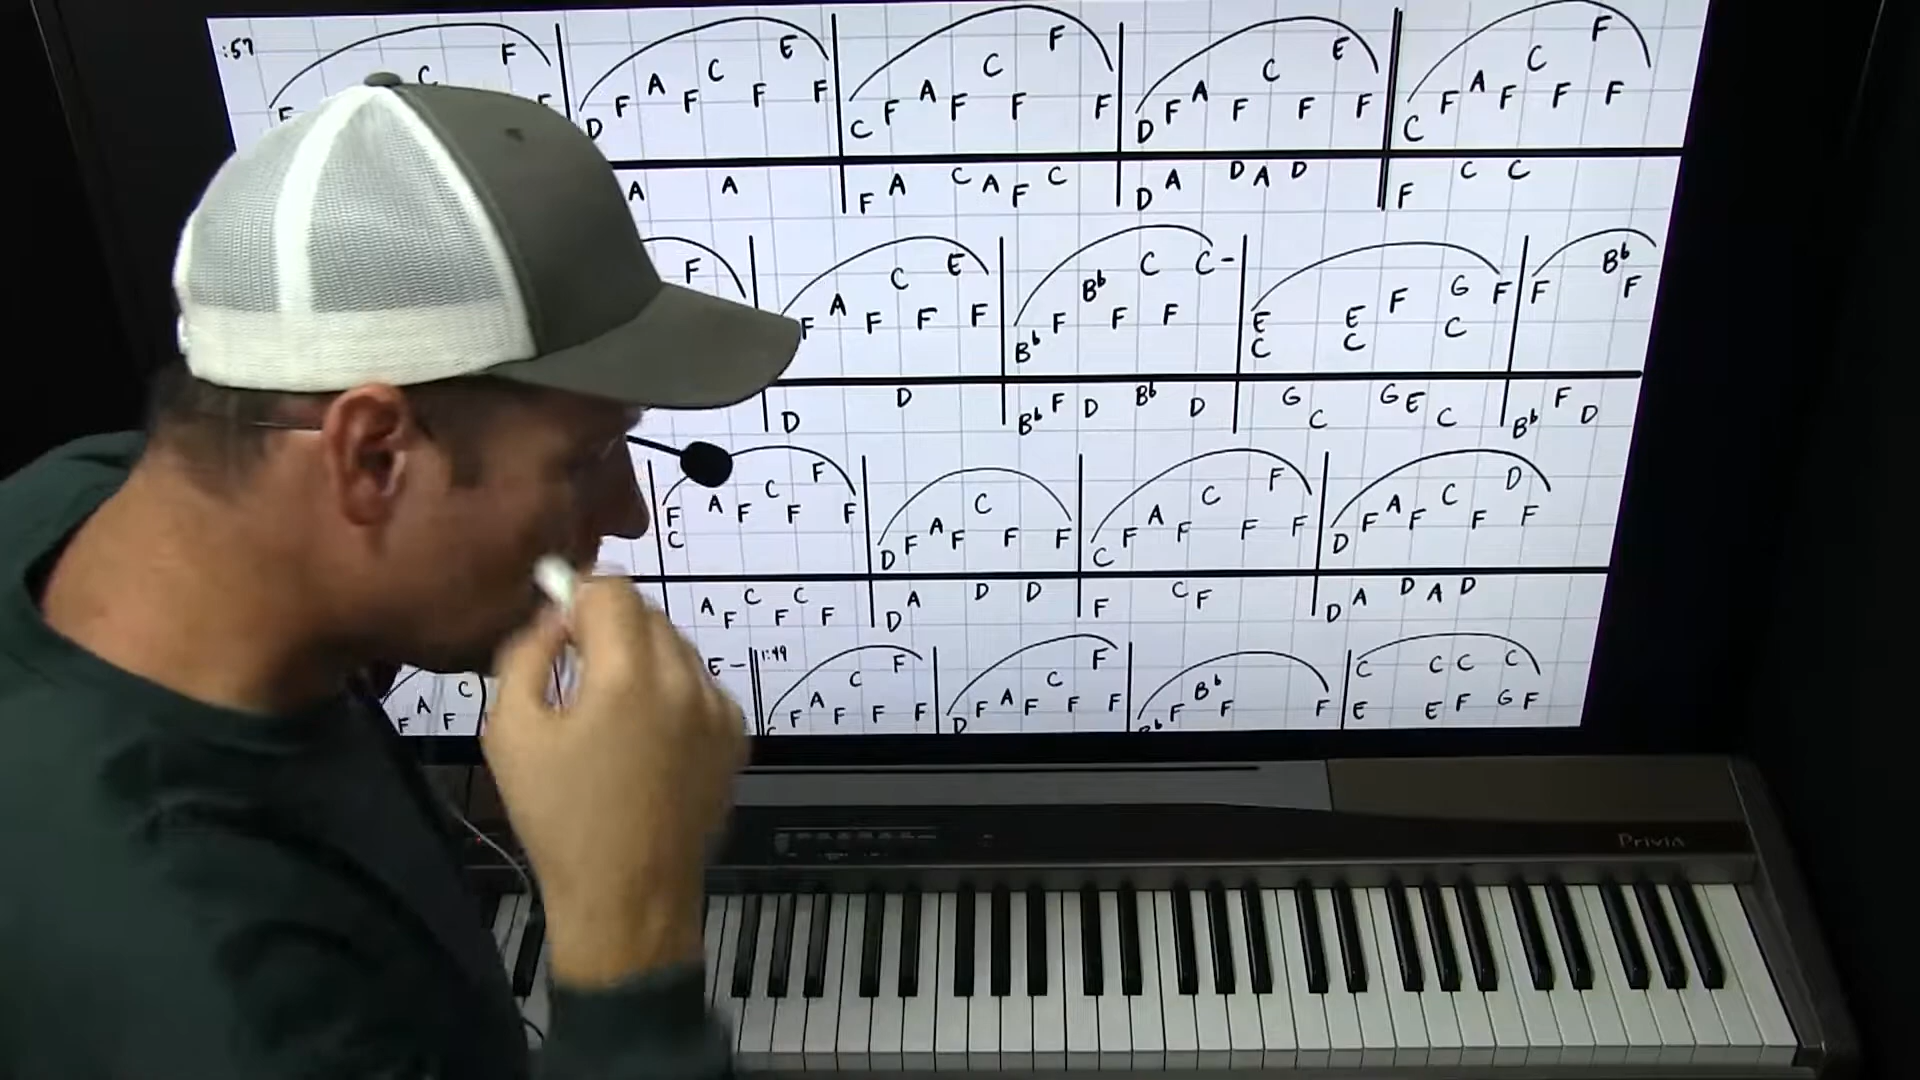 :57
C F F F A F C F E F F A F C F F F A F C F E F F A F C F F F
D C D C
A A F A C A F C D A D A D F C C
F F A F C F E F B♭ F B♭ F C F C - E C E C F G C F F B♭ F
D D B♭ F D B♭ D G C G E C B♭ F D
F C A F C F F F D F A F C F F C F A F C F F F D F A F C F D F
A F C F C F D A D D F C F D A D A D
F A F C E - 1:49 F A F C F F F D F A F C F F F F B♭ F F C E C E C F C G F
Privia